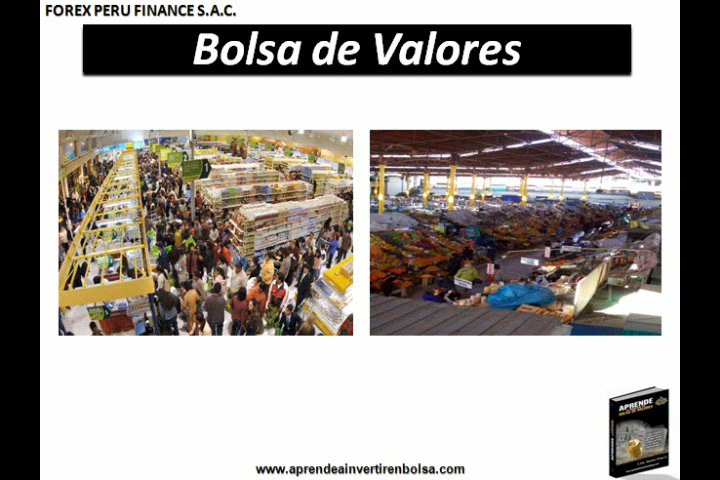 FOREX PERU FINANCE S.A.C.
Bolsa de Valores
APRENDE
www.aprendeainvertirenbolsa.com